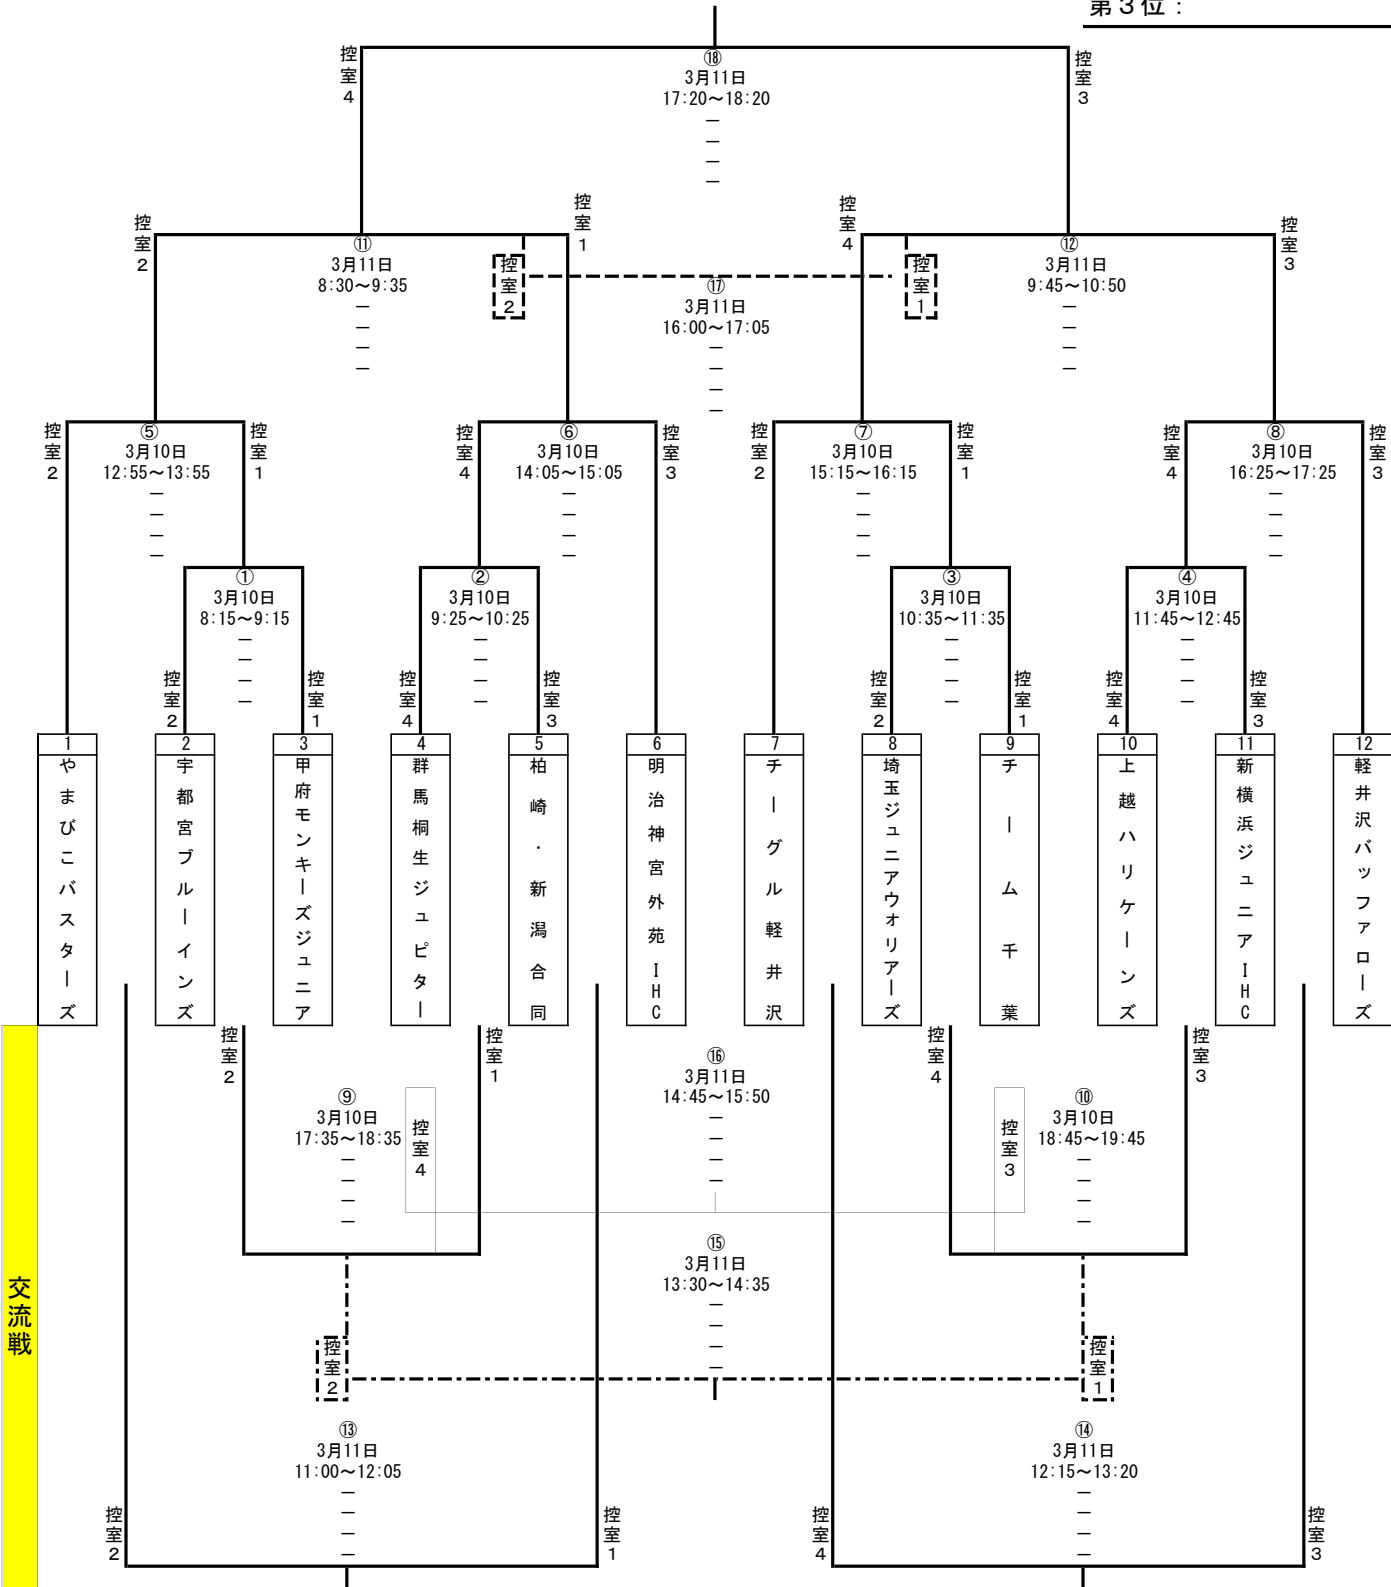 第３位：
⑱
3月11日
17:20～18:20
控室4
控室3
控室2
控室1
控室4
控室3
⑪
3月11日
8:30～9:35
控室2
⑰
3月11日
16:00～17:05
控室1
⑫
3月11日
9:45～10:50
控室2
⑤
3月10日
12:55～13:55
控室1
控室4
⑥
3月10日
14:05～15:05
控室3
控室2
⑦
3月10日
15:15～16:15
控室1
控室4
⑧
3月10日
16:25～17:25
控室3
①
3月10日
8:15～9:15
控室2
控室1
②
3月10日
9:25～10:25
控室4
控室3
③
3月10日
10:35～11:35
控室2
控室1
④
3月10日
11:45～12:45
控室4
控室3
1
やまびこバスターズ
2
宇都宮ブルーインズ
3
甲府モンキーズジュニア
4
群馬桐生ジュピター
5
柏崎・新潟合同
6
明治神宮外苑IHC
7
チーグル軽井沢
8
埼玉ジュニアウォリアーズ
9
チーム千葉
10
上越ハリケーンズ
11
新横浜ジュニアIHC
12
軽井沢バッファローズ
交流戦
控室2
⑨
3月10日
17:35～18:35
控室1
控室4
⑯
3月11日
14:45～15:50
控室4
控室3
⑩
3月10日
18:45～19:45
控室3
⑮
3月11日
13:30～14:35
控室2
控室1
⑬
3月11日
11:00～12:05
控室2
控室1
⑭
3月11日
12:15～13:20
控室4
控室3